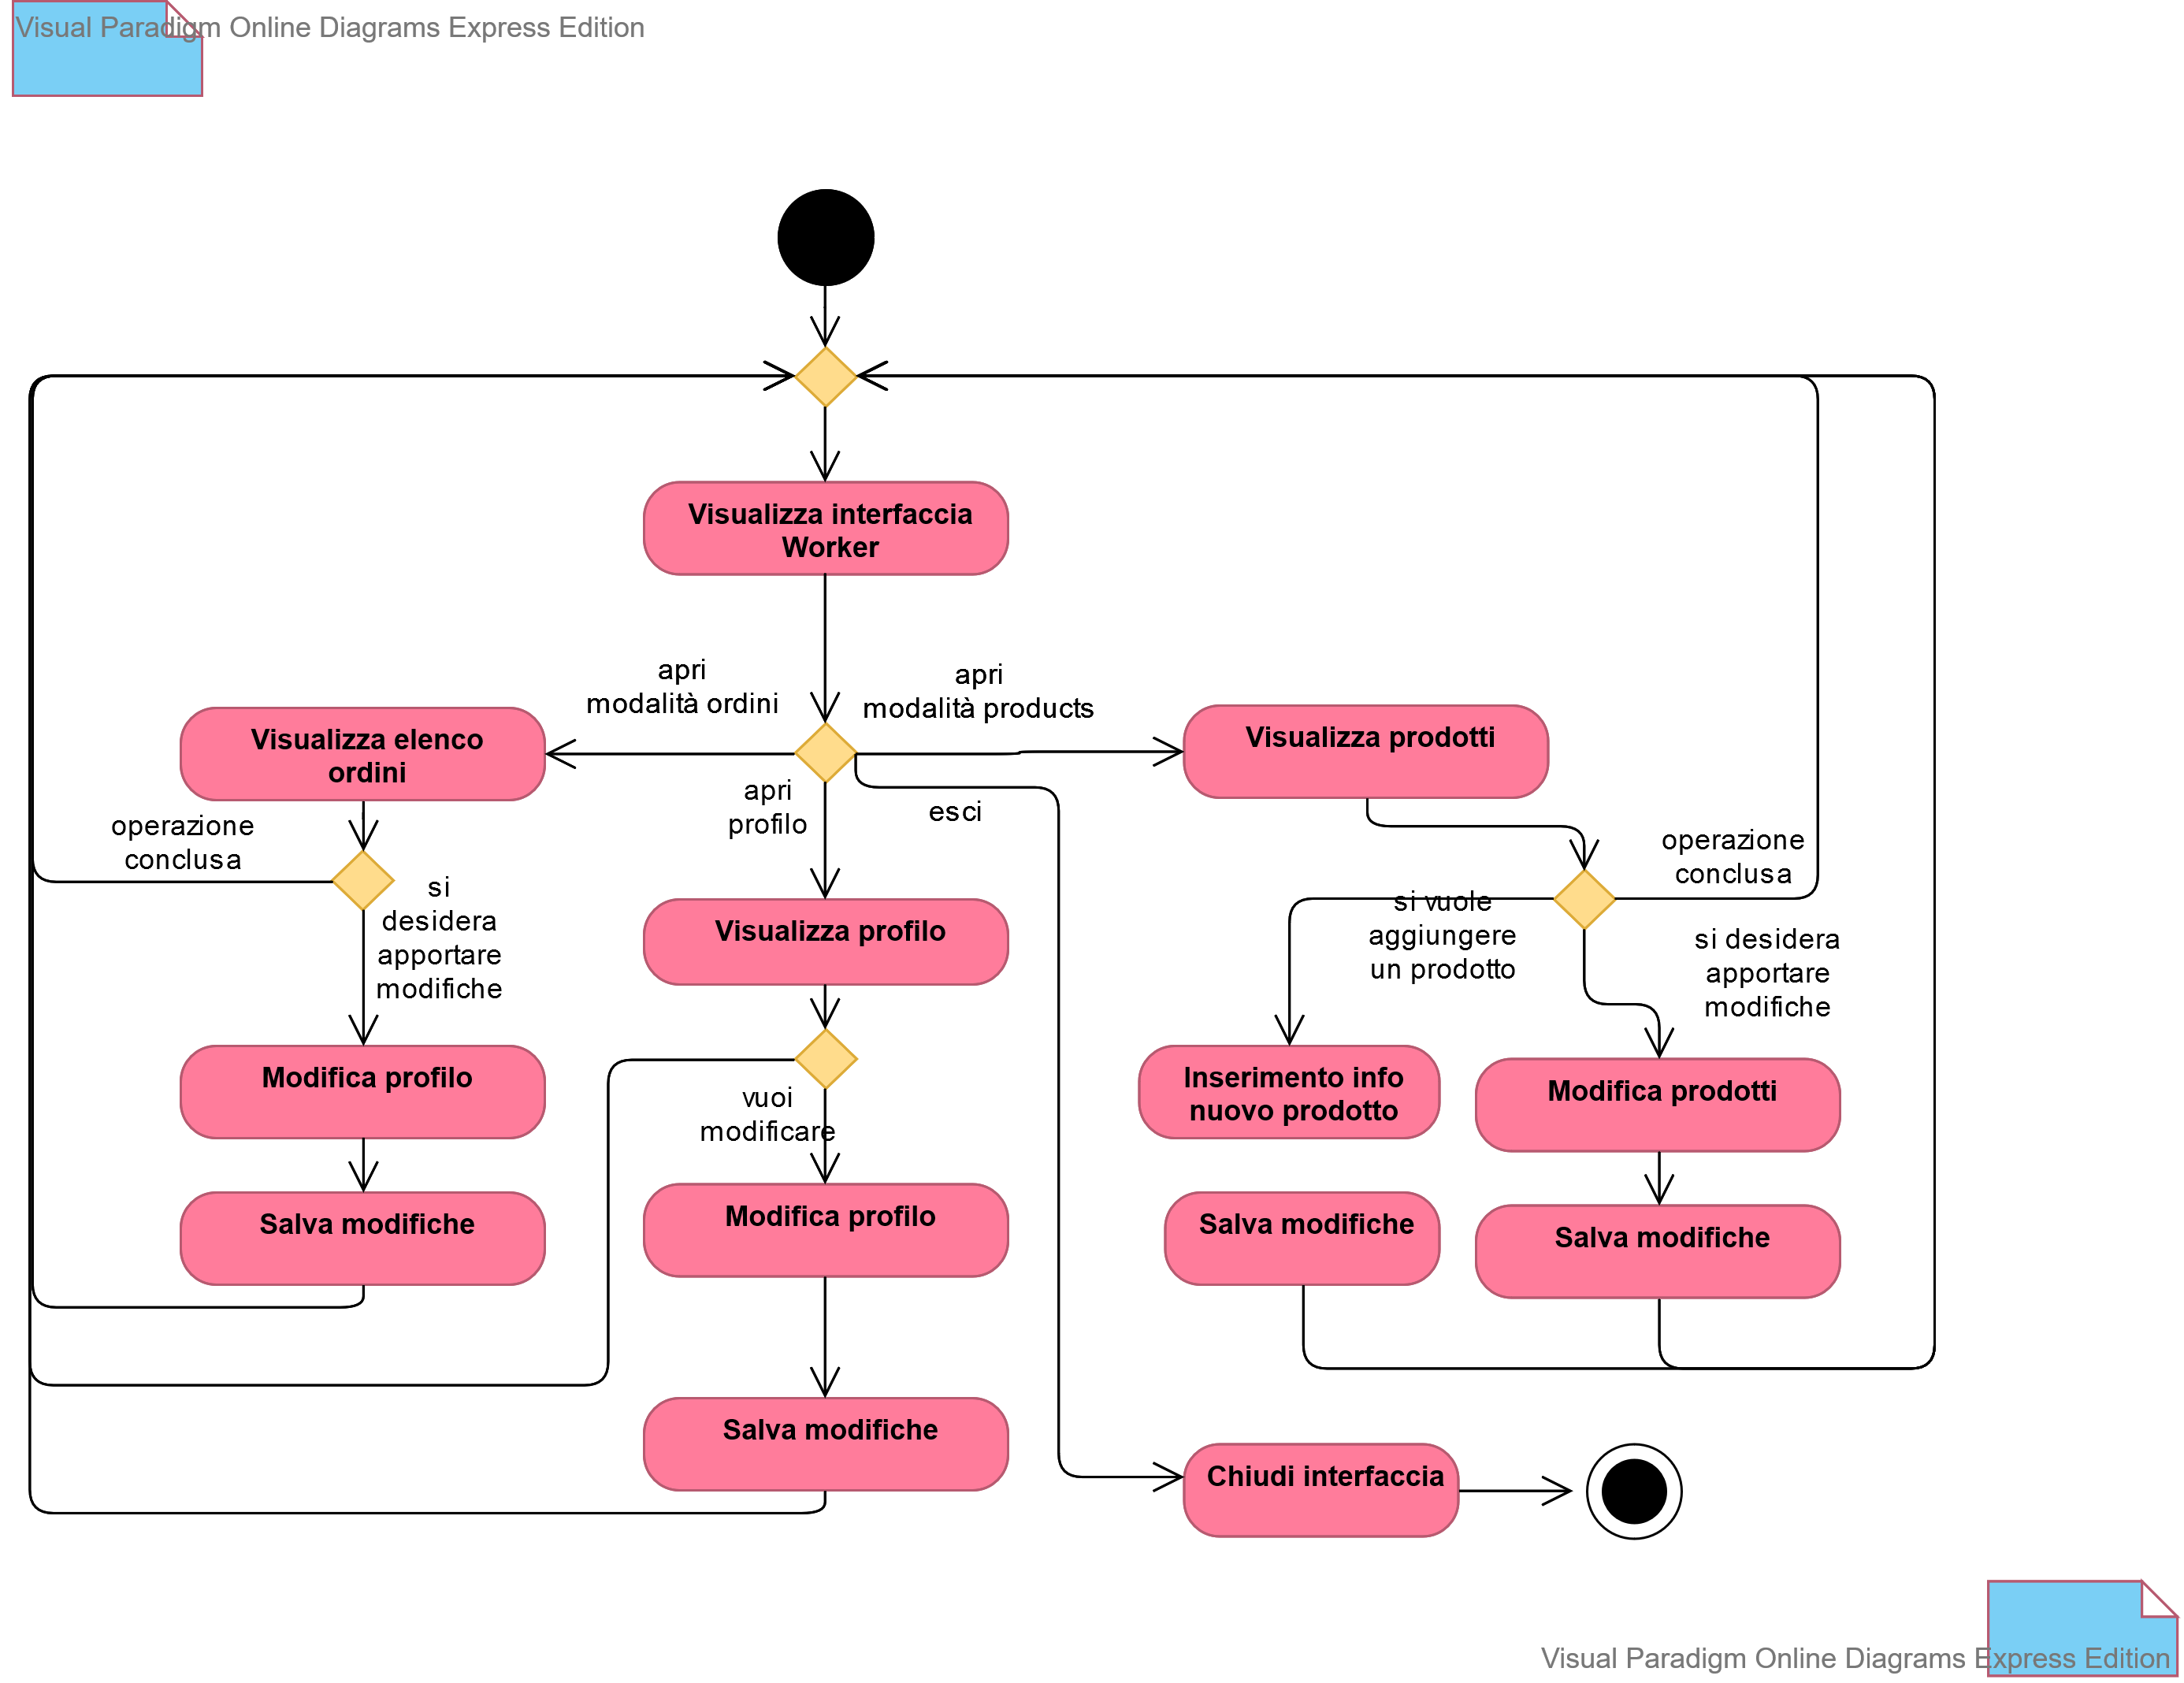 Visual Paradigm Online Diagrams Express Edition
Visualizza interfaccia
Worker
apri
modalità ordini
apri
modalità products
Visualizza elenco
ordini
Visualizza prodotti
apri
profilo
esci
operazione
conclusa
operazione
conclusa
si
desidera
apportare
modifiche
Visualizza profilo
si vuole
aggiungere
un prodotto
si desidera
apportare
modifiche
Modifica profilo
vuoi
modificare
Inserimento info
nuovo prodotto
Modifica prodotti
Salva modifiche
Modifica profilo
Salva modifiche
Salva modifiche
Salva modifiche
Chiudi interfaccia
Visual Paradigm Online Diagrams Express Edition